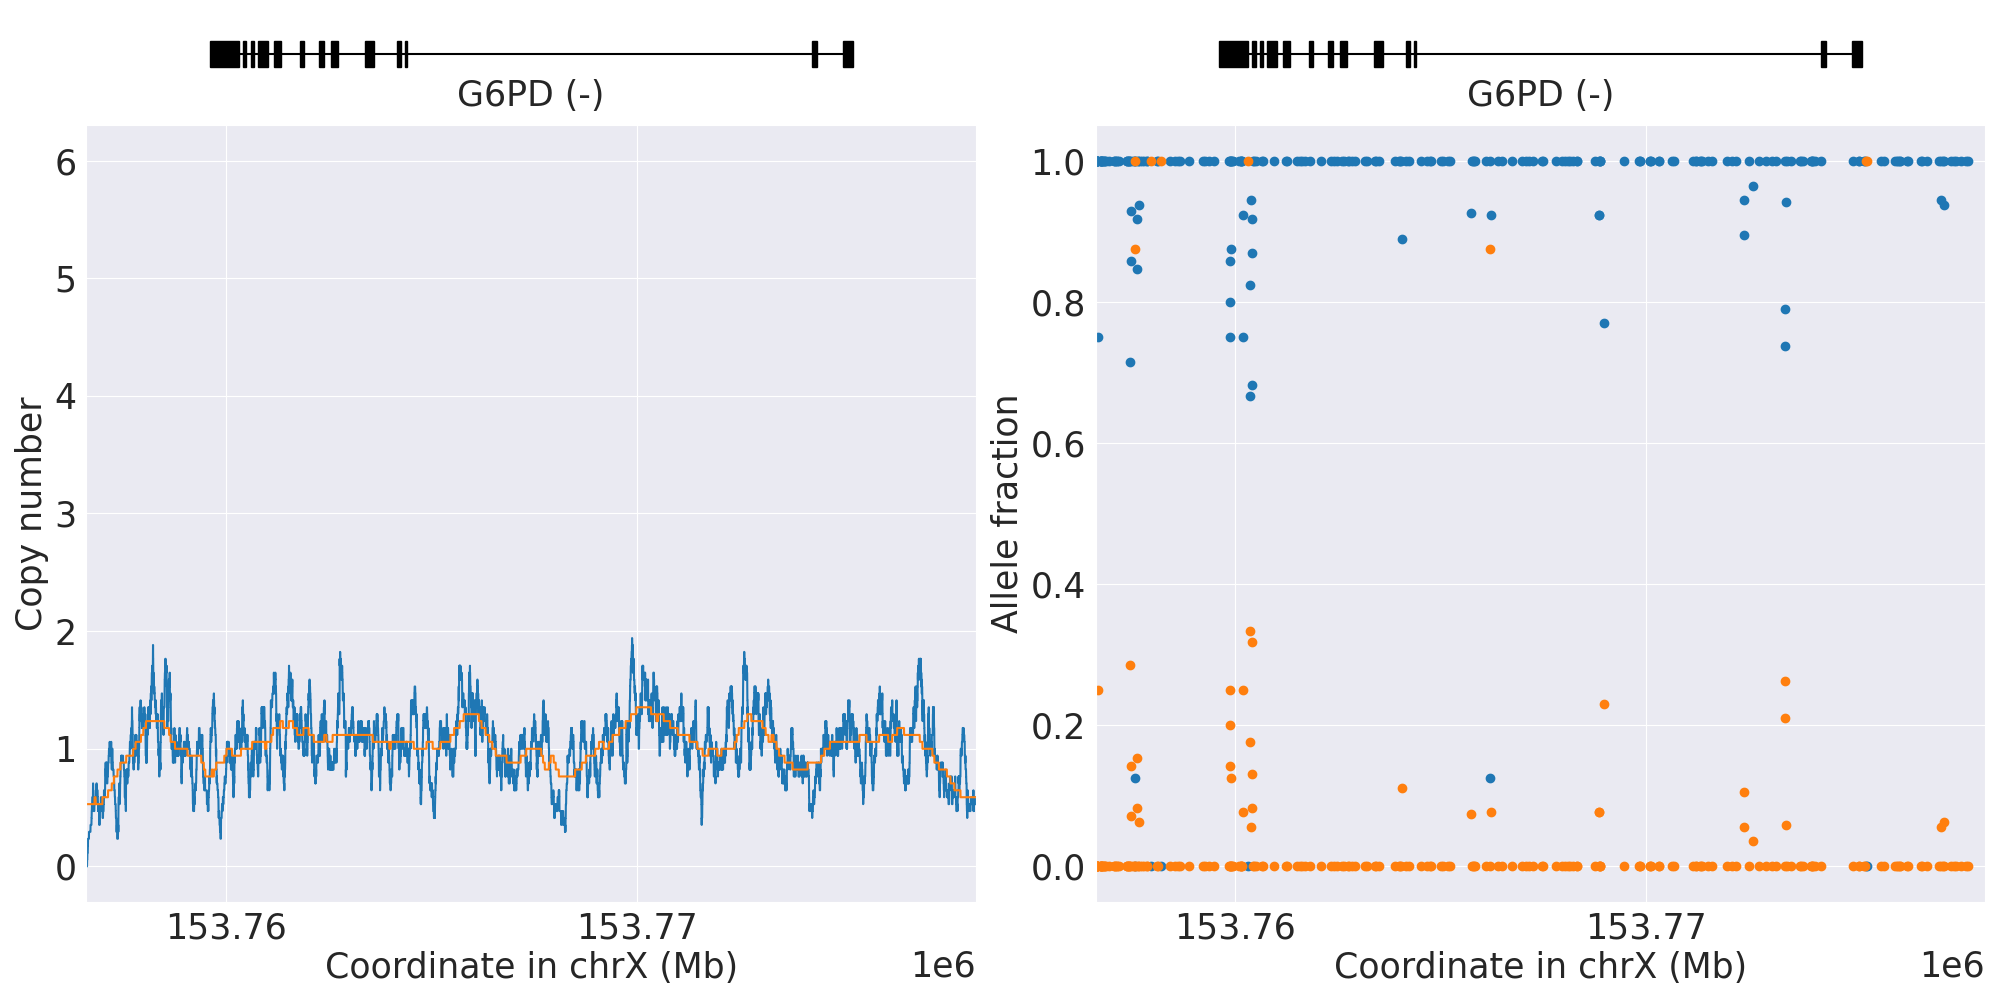 G6PD (-)
6
5
4
3
2
1
0
Copy number
153.76
153.77
Coordinate in chrX (Mb)
1e6
G6PD (-)
1.0
0.8
0.6
0.4
0.2
0.0
Allele fraction
153.76
153.77
Coordinate in chrX (Mb)
1e6